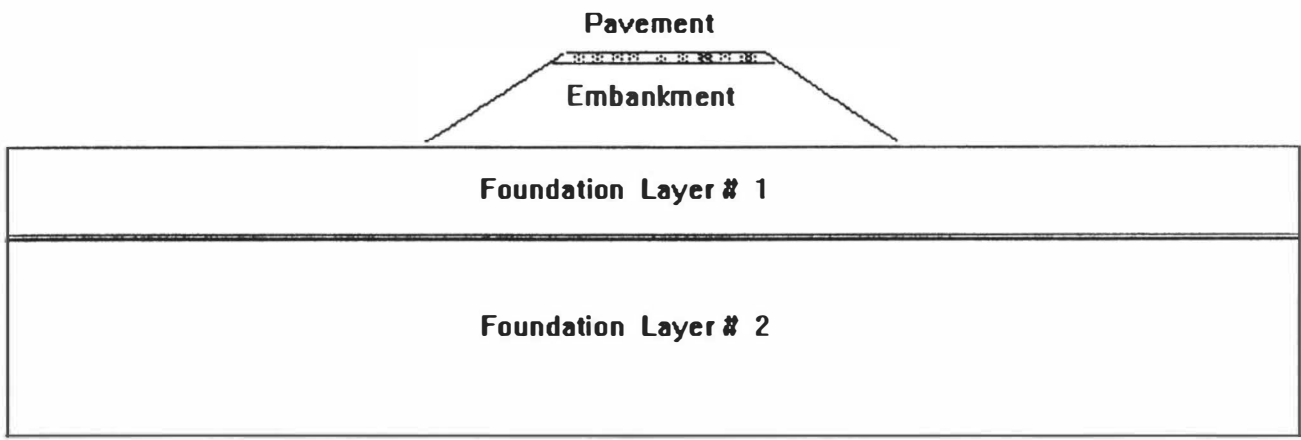 Pavement
Embankment
Foundation Layer # 1
Foundation Layer # 2